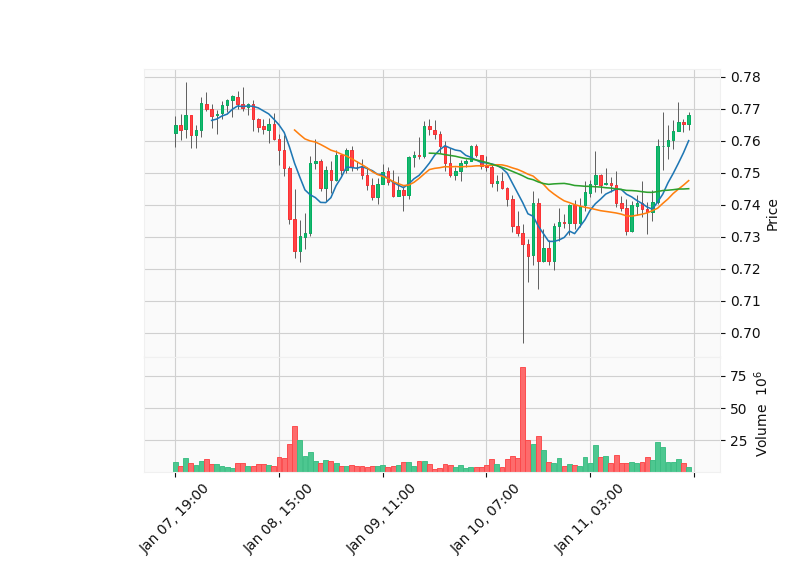 0.78
0.77
0.76
0.75
0.74
0.73
0.72
0.71
0.70
Price
75
50
25
Volume 10⁶
Jan 07, 19:00
Jan 08, 15:00
Jan 09, 11:00
Jan 10, 07:00
Jan 11, 03:00